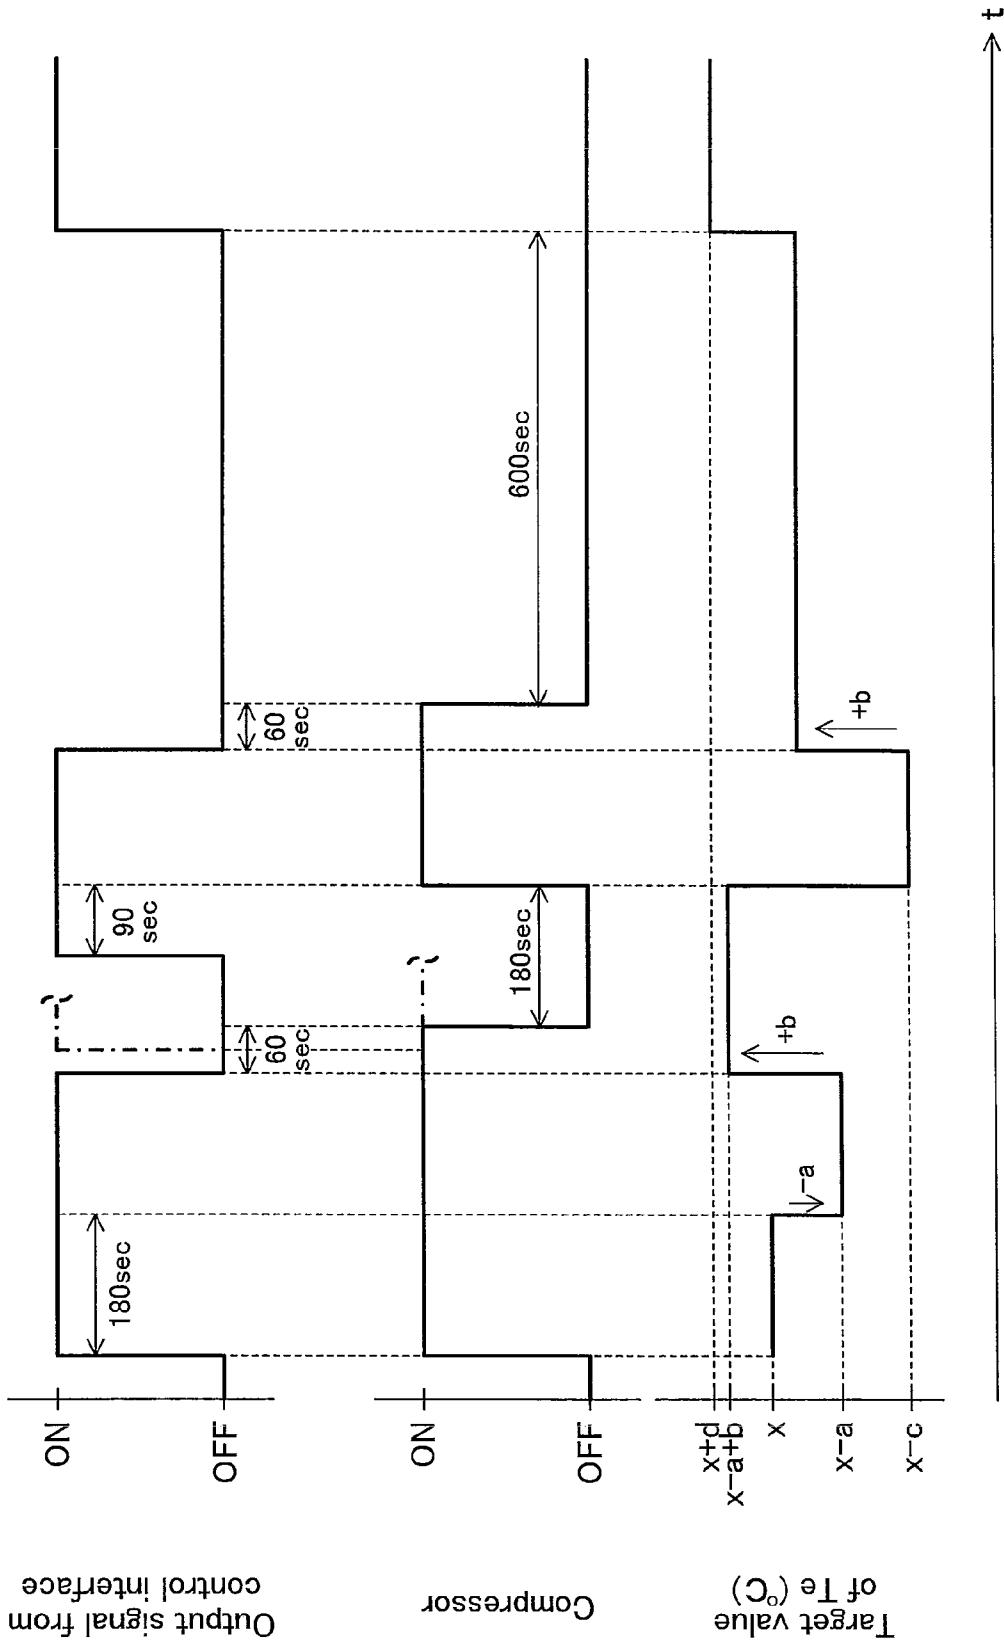 Output signal from
control interface
ON
OFF
180sec
60
sec
90
sec
60
sec
Compressor
ON
OFF
180sec
600sec
Target value
of Te (°C)
x+d
x-a+b
x
x-a
x-c
-a
+b
+b
t